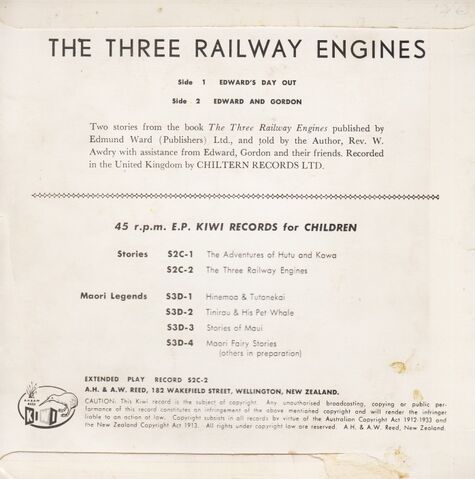 THE THREE RAILWAY ENGINES
Side 1 EDWARD'S DAY OUT
Side 2 EDWARD AND GORDON
Two stories from the book The Three Railway Engines published by
Edmund Ward (Publishers) Ltd., and told by the Author, Rev. W.
Awdry with assistance from Edward, Gordon and their friends. Recorded
in the United Kingdom by CHILTERN RECORDS LTD.
45 r.p.m. E.P. KIWI RECORDS for CHILDREN
Stories S2C-1 The Adventures of Hutu and Kawa
S2C-2 The Three Railway Engines
Maori Legends S3D-1 Hinemoa & Tutanekai
S3D-2 Tinirau & His Pet Whale
S3D-3 Stories of Maui
S3D-4 Maori Fairy Stories
(others in preparation)
EXTENDED PLAY RECORD S2C-2
A.H. & A.W. REED, 182 WAKEFIELD STREET, WELLINGTON, NEW ZEALAND.
CAUTION: This Kiwi record is the subject of copyright. Any unauthorised broadcasting, copying or public per-
formance of this record constitutes an infringement of the above mentioned copyright and will render the infringer
liable to an action at law. Copyright subsists in all records by virtue of the Australian Copyright Act 1912-1933 and
the New Zealand Copyright Act 1913. All rights under copyright law are reserved. A.H. & A.W. Reed, New Zealand.
KIWI